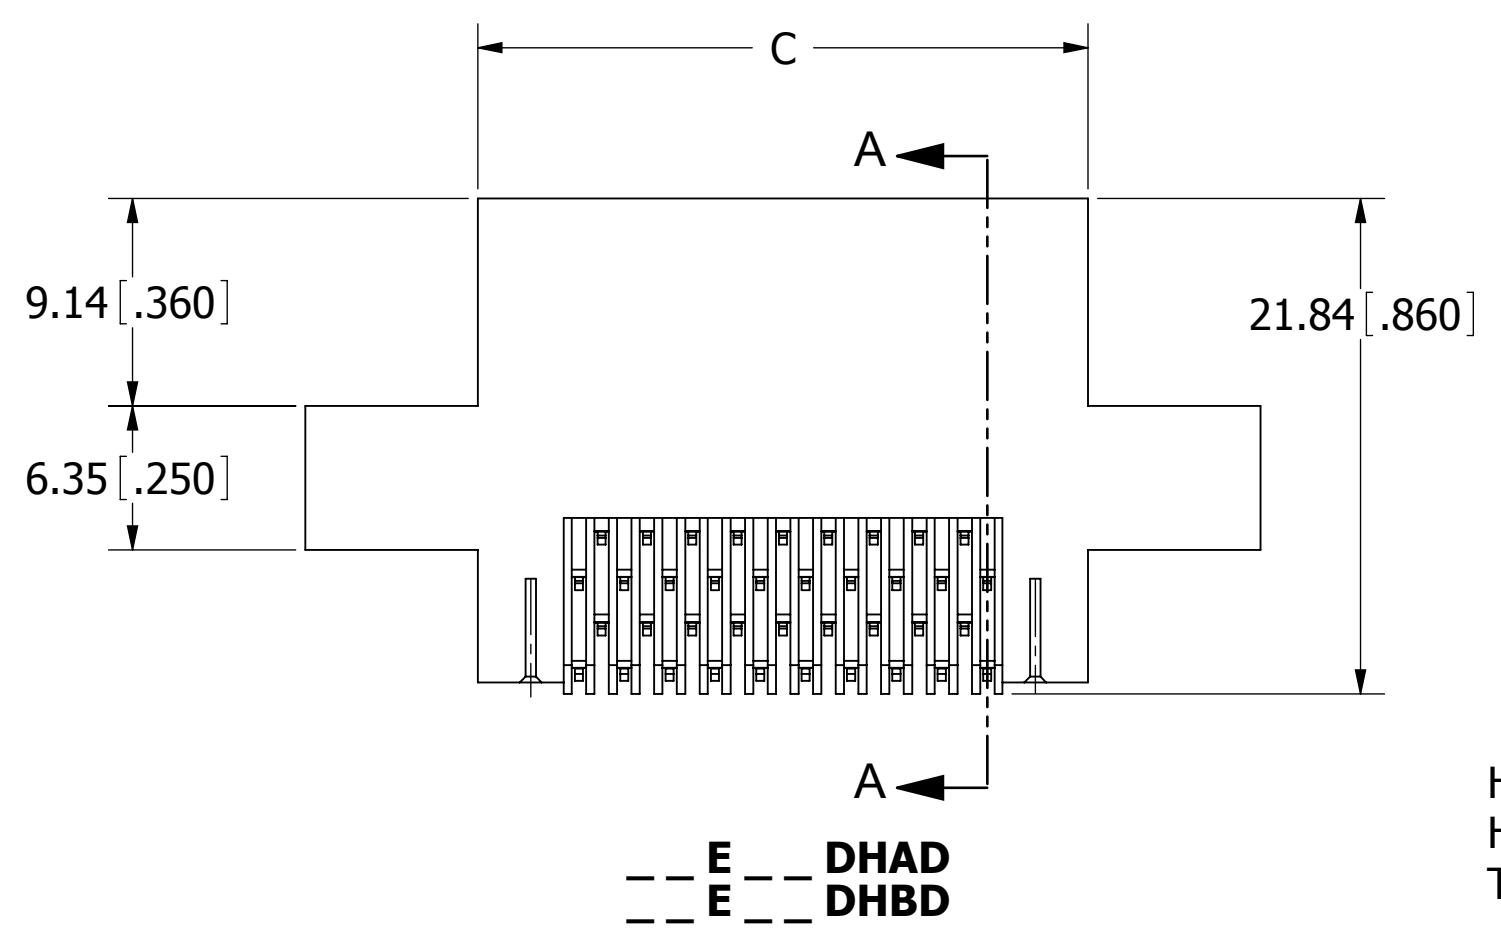 C
A
9.14 [.360]
21.84 [.860]
6.35 [.250]
A
H
H
T
_ _ E _ _ DHAD
_ _ E _ _ DHBD